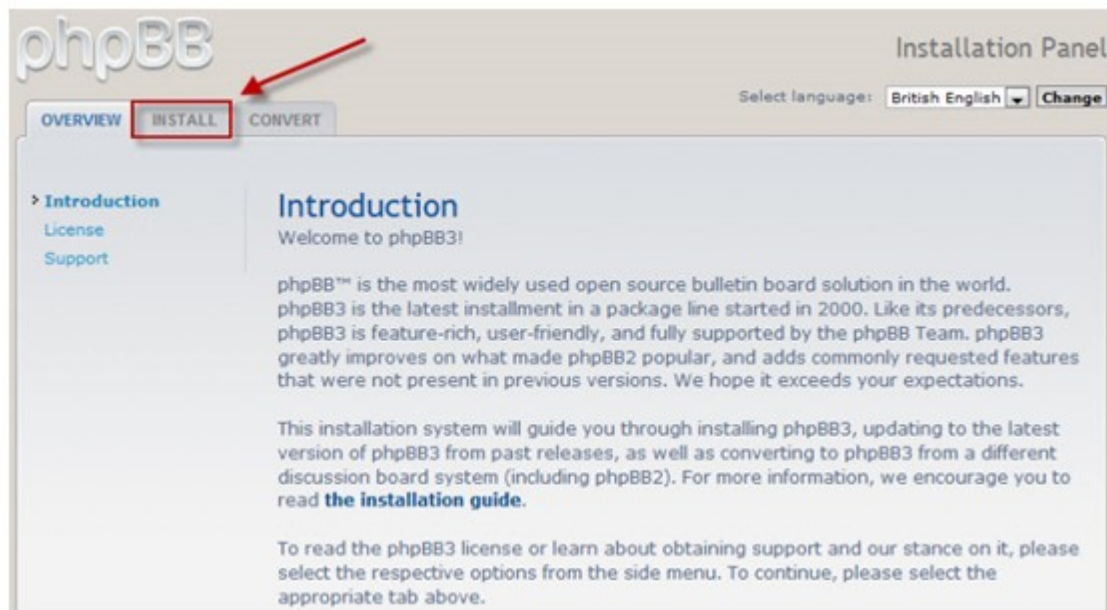 phpBB
Installation Panel
Select language: British English Change
OVERVIEW INSTALL CONVERT
Introduction
License
Support
Introduction
Welcome to phpBB3!
phpBB™ is the most widely used open source bulletin board solution in the world.
phpBB3 is the latest installment in a package line started in 2000. Like its predecessors,
phpBB3 is feature-rich, user-friendly, and fully supported by the phpBB Team. phpBB3
greatly improves on what made phpBB2 popular, and adds commonly requested features
that were not present in previous versions. We hope it exceeds your expectations.
This installation system will guide you through installing phpBB3, updating to the latest
version of phpBB3 from past releases, as well as converting to phpBB3 from a different
discussion board system (including phpBB2). For more information, we encourage you to
read the installation guide.
To read the phpBB3 license or learn about obtaining support and our stance on it, please
select the respective options from the side menu. To continue, please select the
appropriate tab above.